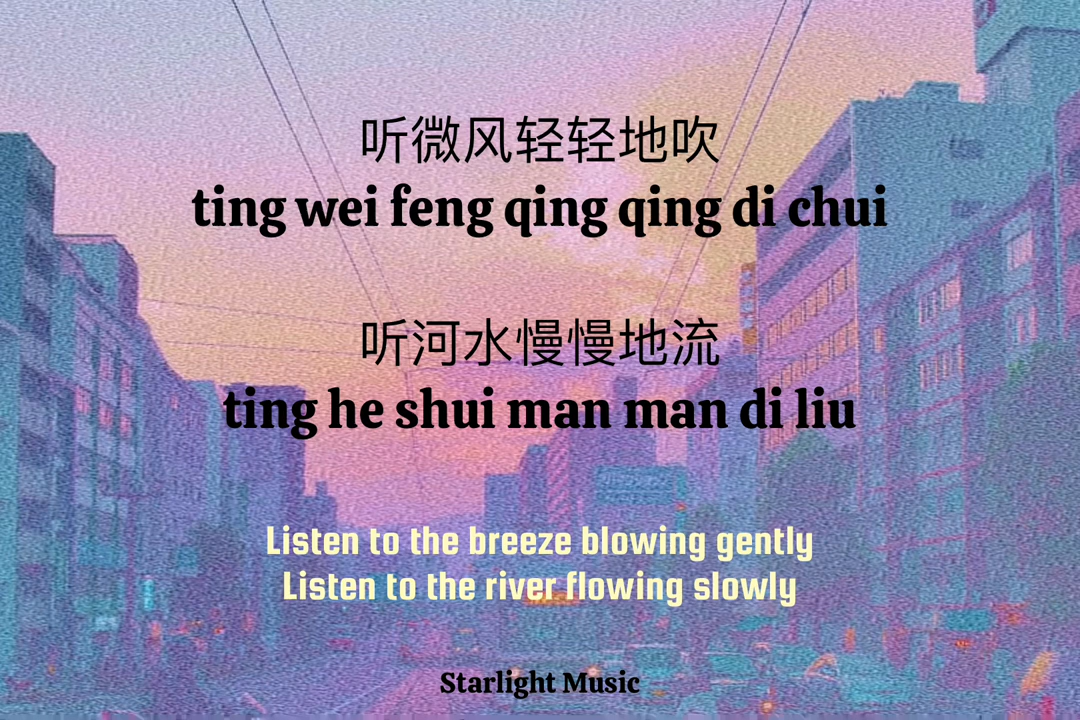 听微风轻轻地吹
ting wei feng qing qing di chui
听河水慢慢地流
ting he shui man man di liu
Listen to the breeze blowing gently
Listen to the river flowing slowly
Starlight Music